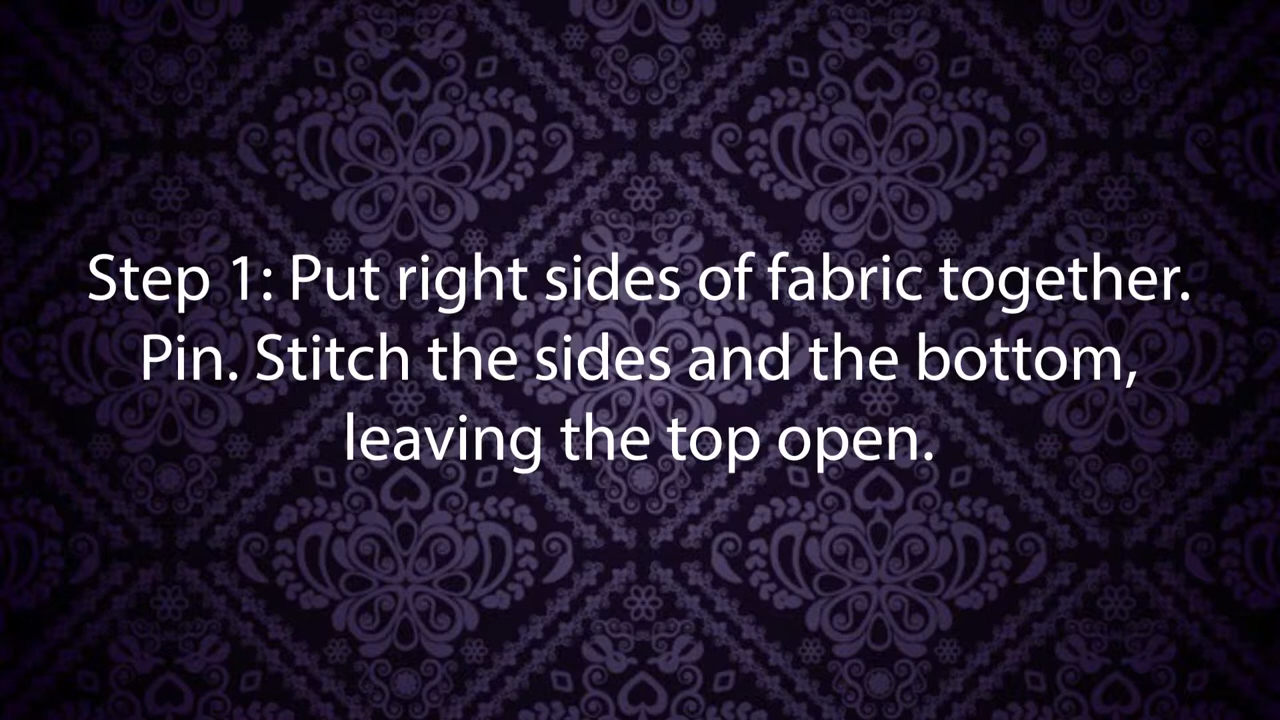 Step 1: Put right sides of fabric together.
Pin. Stitch the sides and the bottom,
leaving the top open.